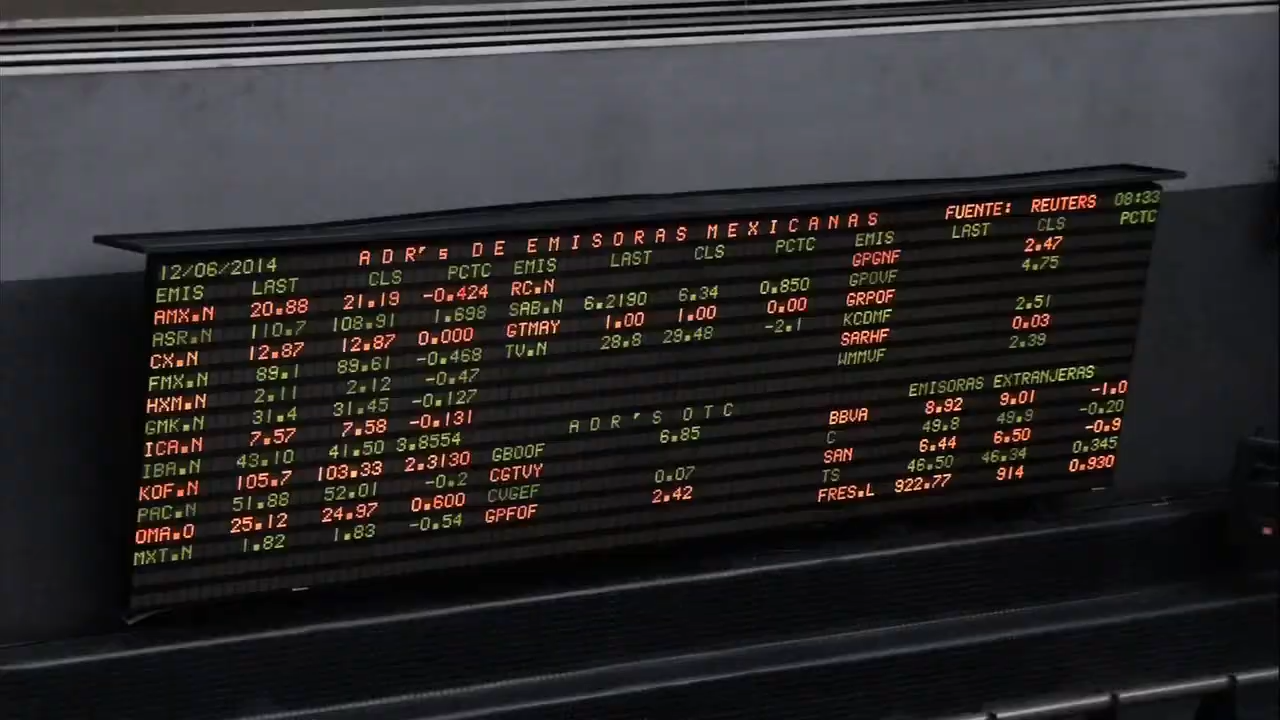 12/06/2014 ADR's DE EMISORAS MEXICANAS FUENTE: REUTERS 08:33
EMIS LAST CLS PCTC EMIS LAST CLS PCTC EMIS LAST CLS PCTC
AMX.N 20.88 21.19 -0.424 RC.N GPGNF 2.47
ASR.N 110.7 108.91 1.698 SAB.N 6.2190 6.34 0.850 GPOVF 4.75
CX.N 12.87 12.87 0.000 GTMAY 1.00 1.00 0.00 GRPOF
FMX.N 89.1 89.61 -0.468 TV.N 28.8 29.48 -2.1 KCDMF 2.51
HXM.N 2.11 2.12 -0.47 SARHF 0.03
GMK.N 31.4 31.45 -0.127 WMMVF 2.39
ICA.N 7.57 7.58 -0.131 ADR'S OTC EMISORAS EXTRANJERAS
IBA.N 43.10 41.50 3.8554 GBOOF 6.85 BBVA 8.92 9.01 -1.0
KOF.N 105.7 103.33 2.3130 CGTVY C 49.8 49.9 -0.20
PAC.N 51.88 52.01 -0.2 CVGEF 0.07 SAN 6.44 6.50 -0.9
OMA.O 25.12 24.97 0.600 GPFOF 2.42 TS 46.50 46.34 0.345
MXT.N 1.82 1.83 -0.54 FRES.L 922.77 914 0.930